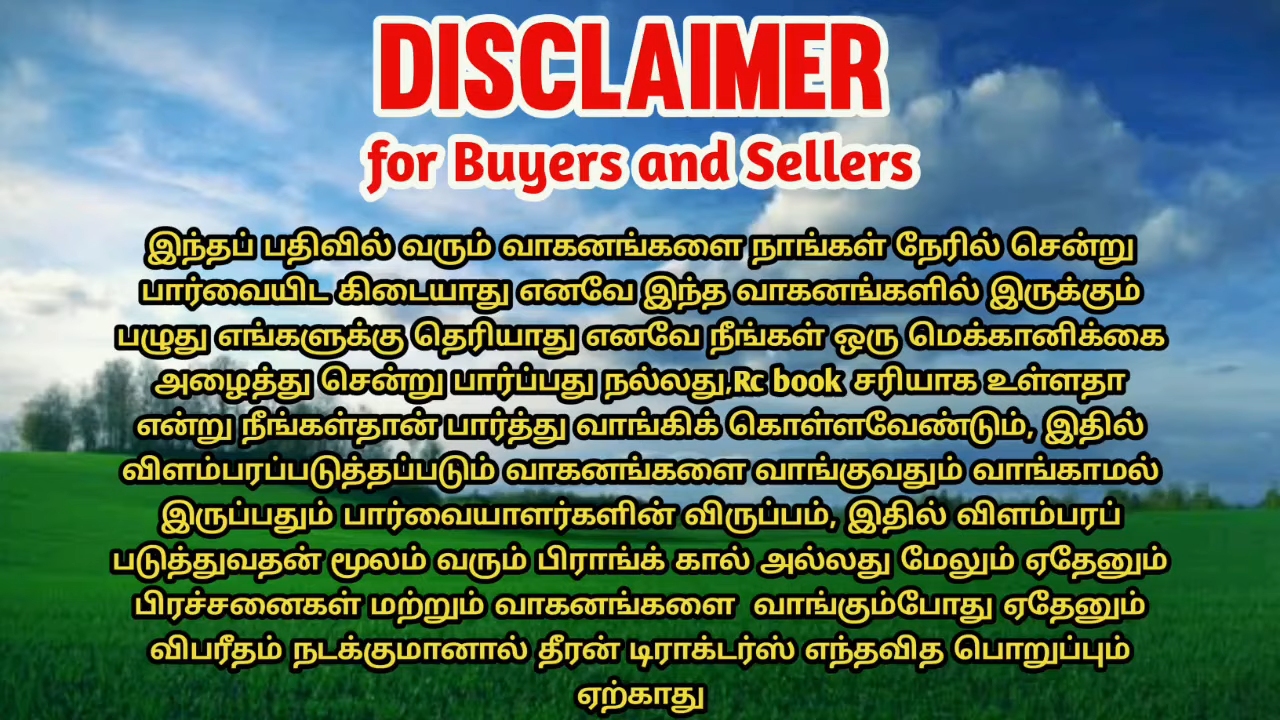 DISCLAIMER
for Buyers and Sellers
இந்தப் பதிவில் வரும் வாகனங்களை நாங்கள் நேரில் சென்று
பார்வையிட கிடையாது எனவே இந்த வாகனங்களில் இருக்கும்
பழுது எங்களுக்கு தெரியாது எனவே நீங்கள் ஒரு மெக்கானிக்கை
அழைத்து சென்று பார்ப்பது நல்லது,Rc book சரியாக உள்ளதா
என்று நீங்கள்தான் பார்த்து வாங்கிக் கொள்ளவேண்டும், இதில்
விளம்பரப்படுத்தப்படும் வாகனங்களை வாங்குவதும் வாங்காமல்
இருப்பதும் பார்வையாளர்களின் விருப்பம், இதில் விளம்பரப்
படுத்துவதன் மூலம் வரும் பிராங்க் கால் அல்லது மேலும் ஏதேனும்
பிரச்சனைகள் மற்றும் வாகனங்களை வாங்கும்போது ஏதேனும்
விபரீதம் நடக்குமானால் தீரன் டிராக்டர்ஸ் எந்தவித பொறுப்பும்
ஏற்காது